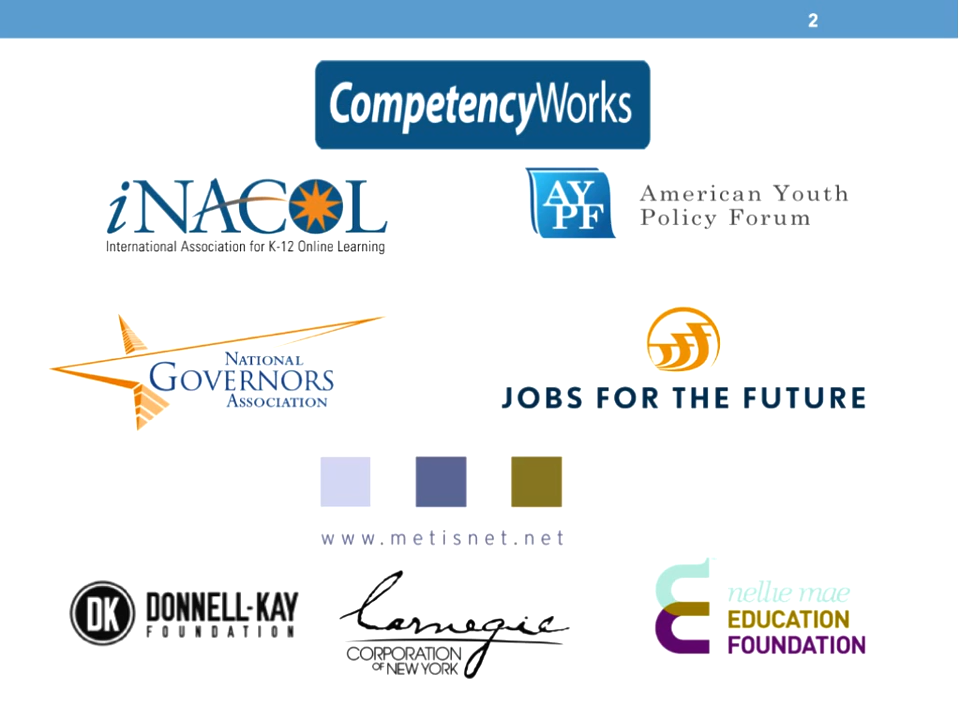 2
CompetencyWorks
iNACOL
International Association for K-12 Online Learning
AYPF
American Youth
Policy Forum
NATIONAL
GOVERNORS
ASSOCIATION
JOBS FOR THE FUTURE
www.metisnet.net
DK
DONNELL-KAY
FOUNDATION
Carnegie
CORPORATION
OF NEW YORK
nellie mae
EDUCATION
FOUNDATION